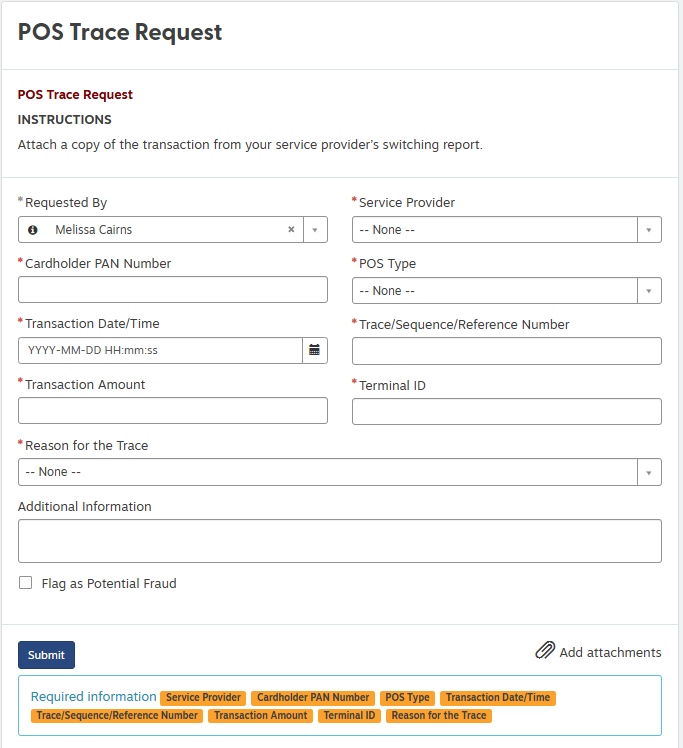 POS Trace Request
POS Trace Request
INSTRUCTIONS
Attach a copy of the transaction from your service provider's switching report.
*Requested By
Melissa Cairns ×
*Service Provider
-- None --
*Cardholder PAN Number
*POS Type
-- None --
*Transaction Date/Time
YYYY-MM-DD HH:mm:ss
*Trace/Sequence/Reference Number
*Transaction Amount
*Terminal ID
*Reason for the Trace
-- None --
Additional Information
Flag as Potential Fraud
Submit
Add attachments
Required information Service Provider Cardholder PAN Number POS Type Transaction Date/Time
Trace/Sequence/Reference Number Transaction Amount Terminal ID Reason for the Trace